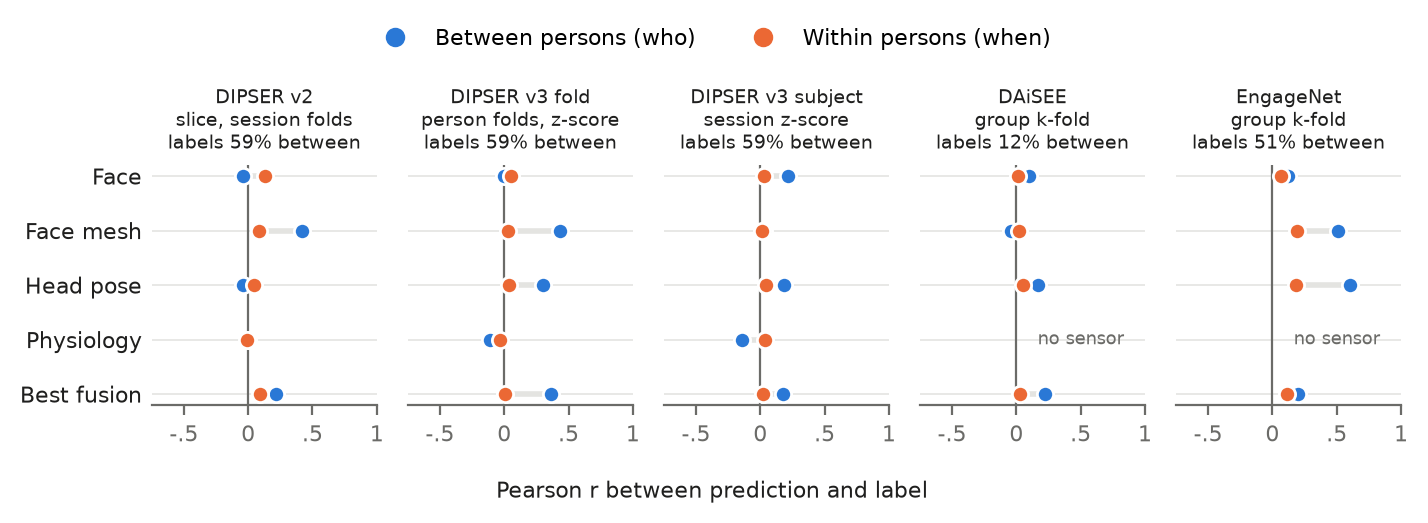 Between persons (who) Within persons (when)
DIPSER v2
slice, session folds
labels 59% between
DIPSER v3 fold
person folds, z-score
labels 59% between
DIPSER v3 subject
session z-score
labels 59% between
DAiSEE
group k-fold
labels 12% between
EngageNet
group k-fold
labels 51% between
Face
Face mesh
Head pose
Physiology
no sensor
no sensor
Best fusion
-.5 0 .5 1
-.5 0 .5 1
-.5 0 .5 1
-.5 0 .5 1
-.5 0 .5 1
Pearson r between prediction and label